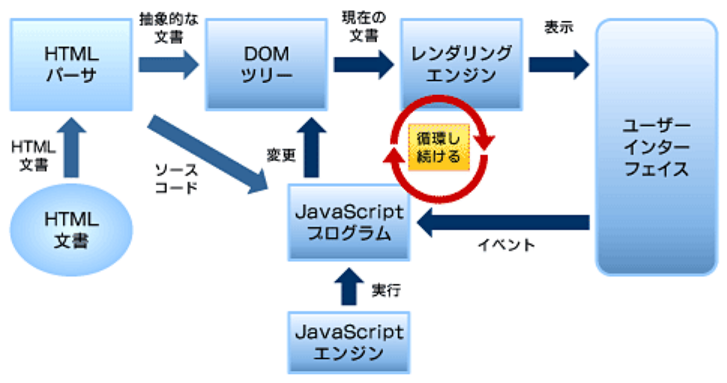 抽象的な
文書
現在の
文書
表示
HTML
パーサ
DOM
ツリー
レンダリング
エンジン
ユーザー
インター
フェイス
HTML
文書
ソース
コード
変更
循環し
続ける
HTML
文書
JavaScript
プログラム
イベント
実行
JavaScript
エンジン